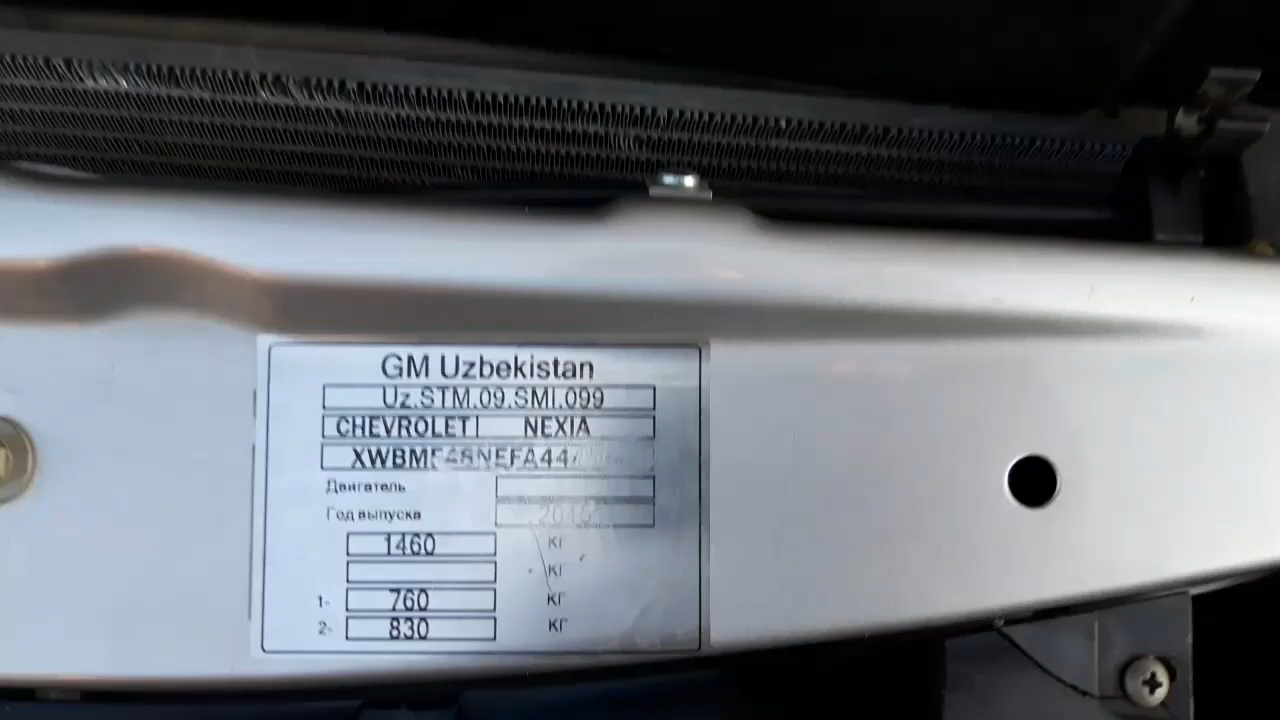 GM Uzbekistan
Uz.STM.09.SMI.099
CHEVROLET NEXIA
Двигатель
Год выпуска 2015
1460 КГ
КГ
1- 760 КГ
2- 830 КГ